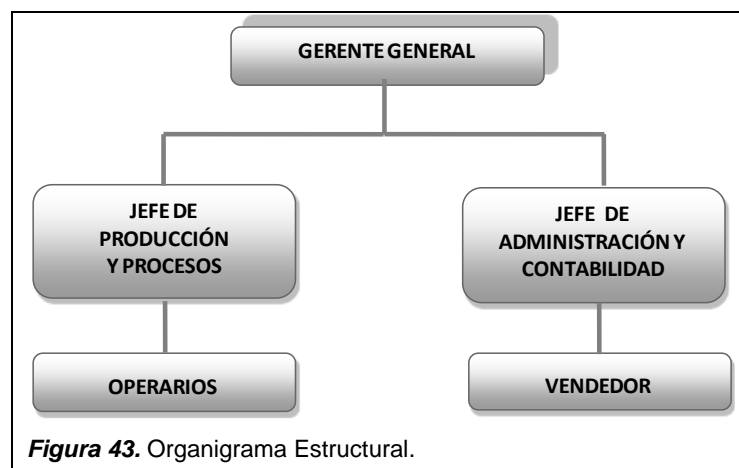 GERENTE GENERAL
JEFE DE
PRODUCCIÓN
Y PROCESOS
JEFE DE
ADMINISTRACIÓN Y
CONTABILIDAD
OPERARIOS
VENDEDOR
Figura 43. Organigrama Estructural.